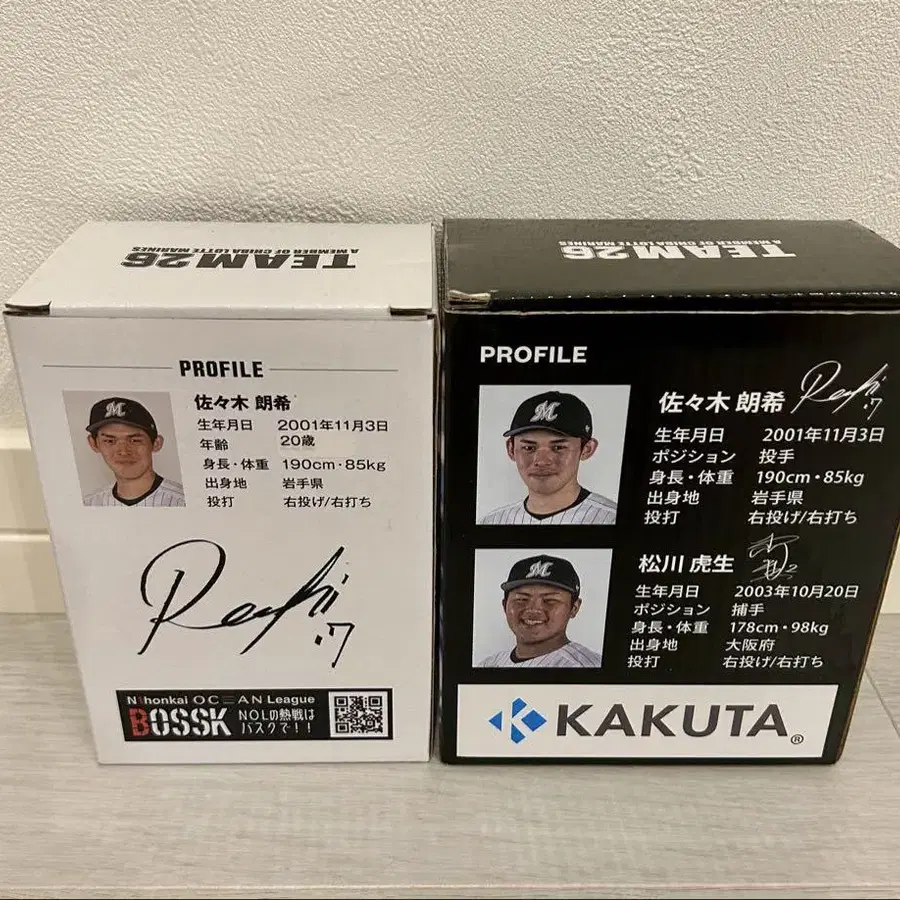 TEAM 26
A MEMBER OF CHIBA LOTTE MARINES
PROFILE
佐々木 朗希
生年月日 2001年11月3日
年齢 20歳
身長・体重 190cm・85kg
出身地 岩手県
投打 右投げ/右打ち
.17
Nihonkai OCEAN League
BOSSK NOLの熱戦は
バスクで!!
TEAM 26
A MEMBER OF CHIBA LOTTE MARINES
PROFILE
佐々木 朗希
.17
生年月日 2001年11月3日
ポジション 投手
身長・体重 190cm・85kg
出身地 岩手県
投打 右投げ/右打ち
松川 虎生
生年月日 2003年10月20日
ポジション 捕手
身長・体重 178cm・98kg
出身地 大阪府
投打 右投げ/右打ち
KAKUTA®